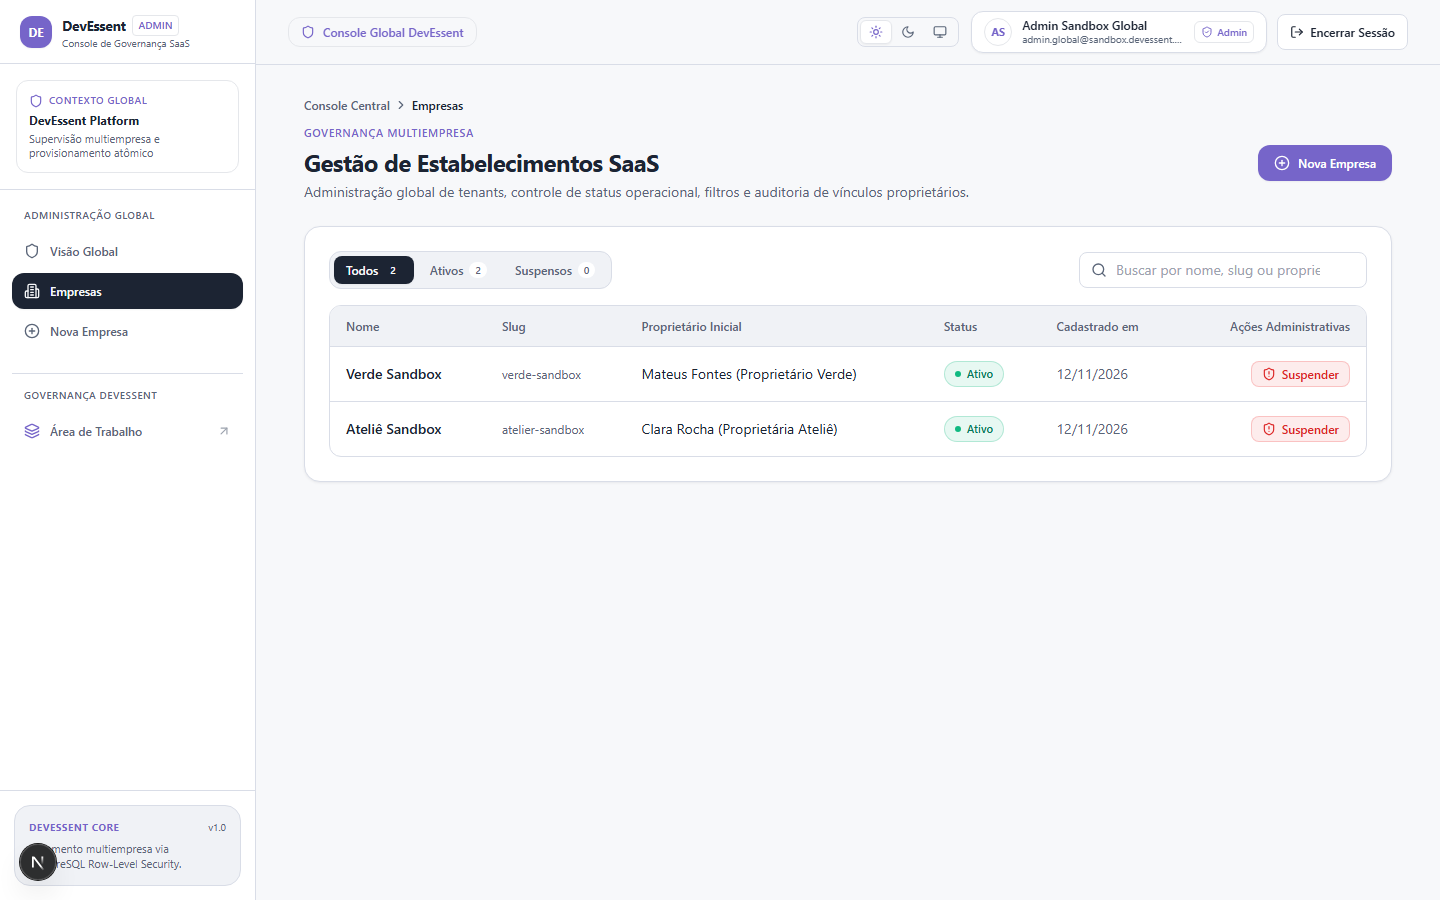 DE
DevEssent ADMIN
Console de Governança SaaS
CONTEXTO GLOBAL
DevEssent Platform
Supervisão multiempresa e
provisionamento atômico
ADMINISTRAÇÃO GLOBAL
Visão Global
Empresas
Nova Empresa
GOVERNANÇA DEVESSENT
Área de Trabalho
DEVESSENT CORE v1.0
mento multiempresa via
reSQL Row-Level Security.
N
Console Global DevEssent
AS
Admin Sandbox Global
admin.global@sandbox.devessent....
Admin
Encerrar Sessão
Console Central > Empresas
GOVERNANÇA MULTIEMPRESA
Gestão de Estabelecimentos SaaS
Administração global de tenants, controle de status operacional, filtros e auditoria de vínculos proprietários.
Nova Empresa
Todos 2 Ativos 2 Suspensos 0
Buscar por nome, slug ou proprie
Nome Slug Proprietário Inicial Status Cadastrado em Ações Administrativas
Verde Sandbox verde-sandbox Mateus Fontes (Proprietário Verde) Ativo 12/11/2026 Suspender
Ateliê Sandbox atelier-sandbox Clara Rocha (Proprietária Ateliê) Ativo 12/11/2026 Suspender